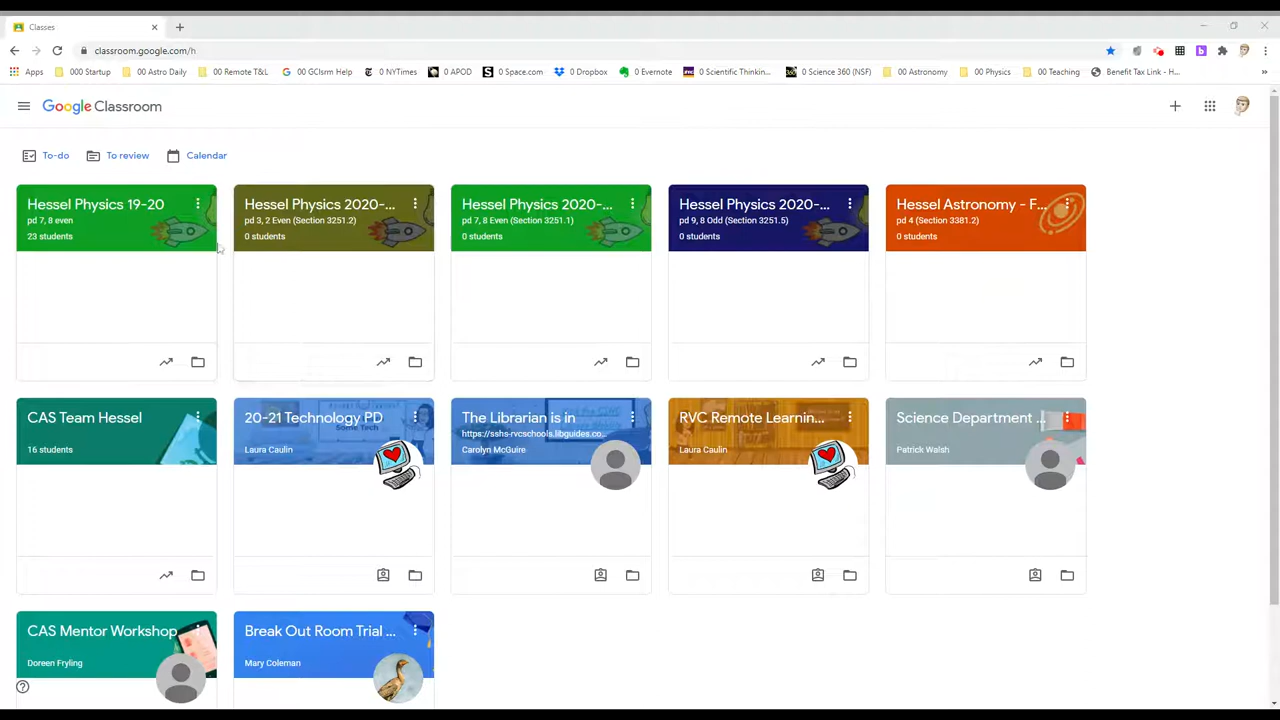 Classes
classroom.google.com/h
Apps 000 Startup 00 Astro Daily 00 Remote T&L 00 GClsrm Help 0 NYTimes 0 APOD 0 Space.com 0 Dropbox 0 Evernote 0 Scientific Thinkin... 0 Science 360 (NSF) 00 Astronomy 00 Physics 00 Teaching Benefit Tax Link - H...
Google Classroom
To-do To review Calendar
Hessel Physics 19-20
pd 7, 8 even
23 students
Hessel Physics 2020-...
pd 3, 2 Even (Section 3251.2)
0 students
Hessel Physics 2020-...
pd 7, 8 Even (Section 3251.1)
0 students
Hessel Physics 2020-...
pd 9, 8 Odd (Section 3251.5)
0 students
Hessel Astronomy - F...
pd 4 (Section 3381.2)
0 students
CAS Team Hessel
16 students
20-21 Technology PD
Laura Caulin
The Librarian is in
https://sshs-rvcschools.libguides.co...
Carolyn McGuire
RVC Remote Learnin...
Laura Caulin
Science Department ...
Patrick Walsh
CAS Mentor Workshop
Doreen Fryling
Break Out Room Trial ...
Mary Coleman